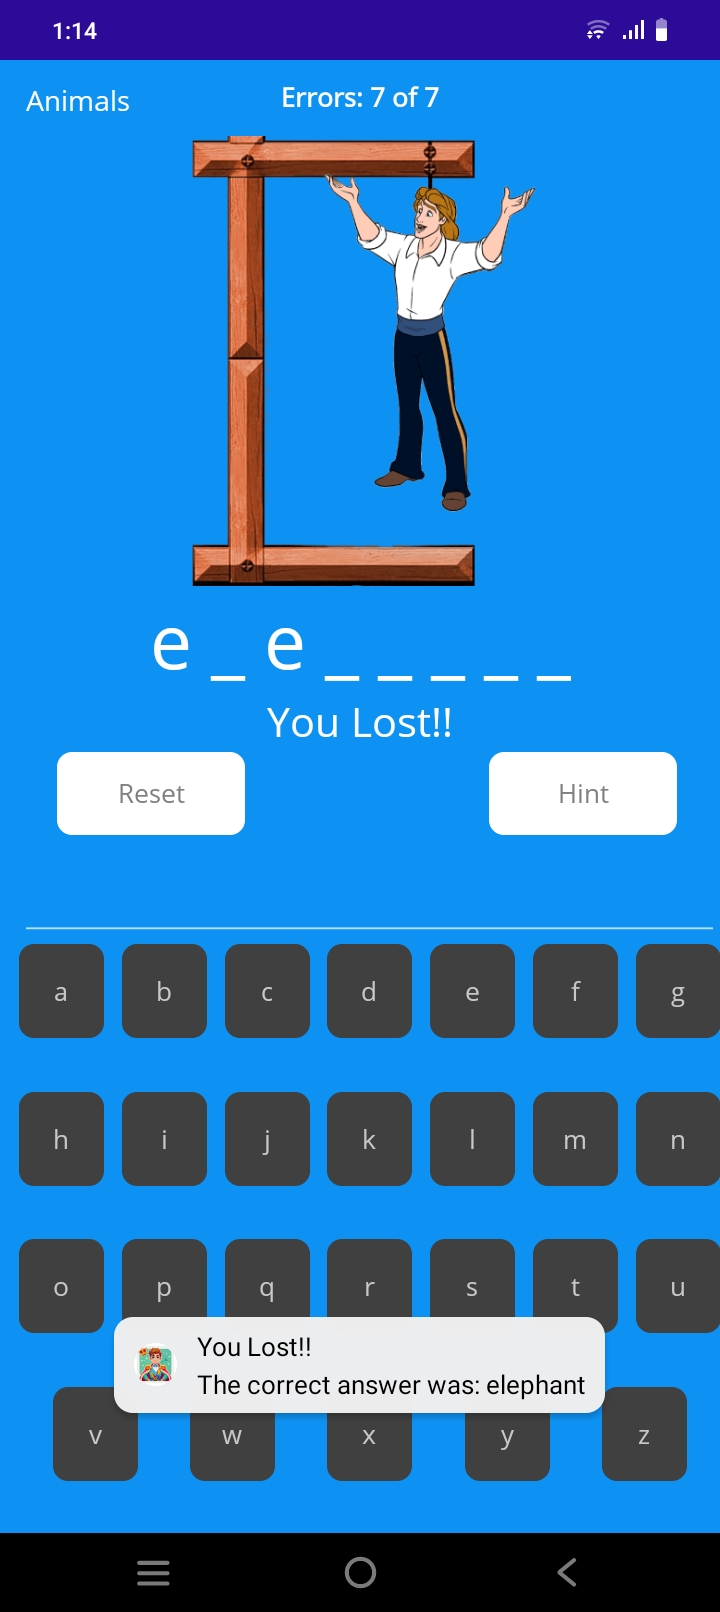 1:14
Animals
Errors: 7 of 7
e _ e _ _ _ _ _
You Lost!!
Reset
Hint
a b c d e f g
h i j k l m n
o p q r s t u
You Lost!!
The correct answer was: elephant
v w x y z